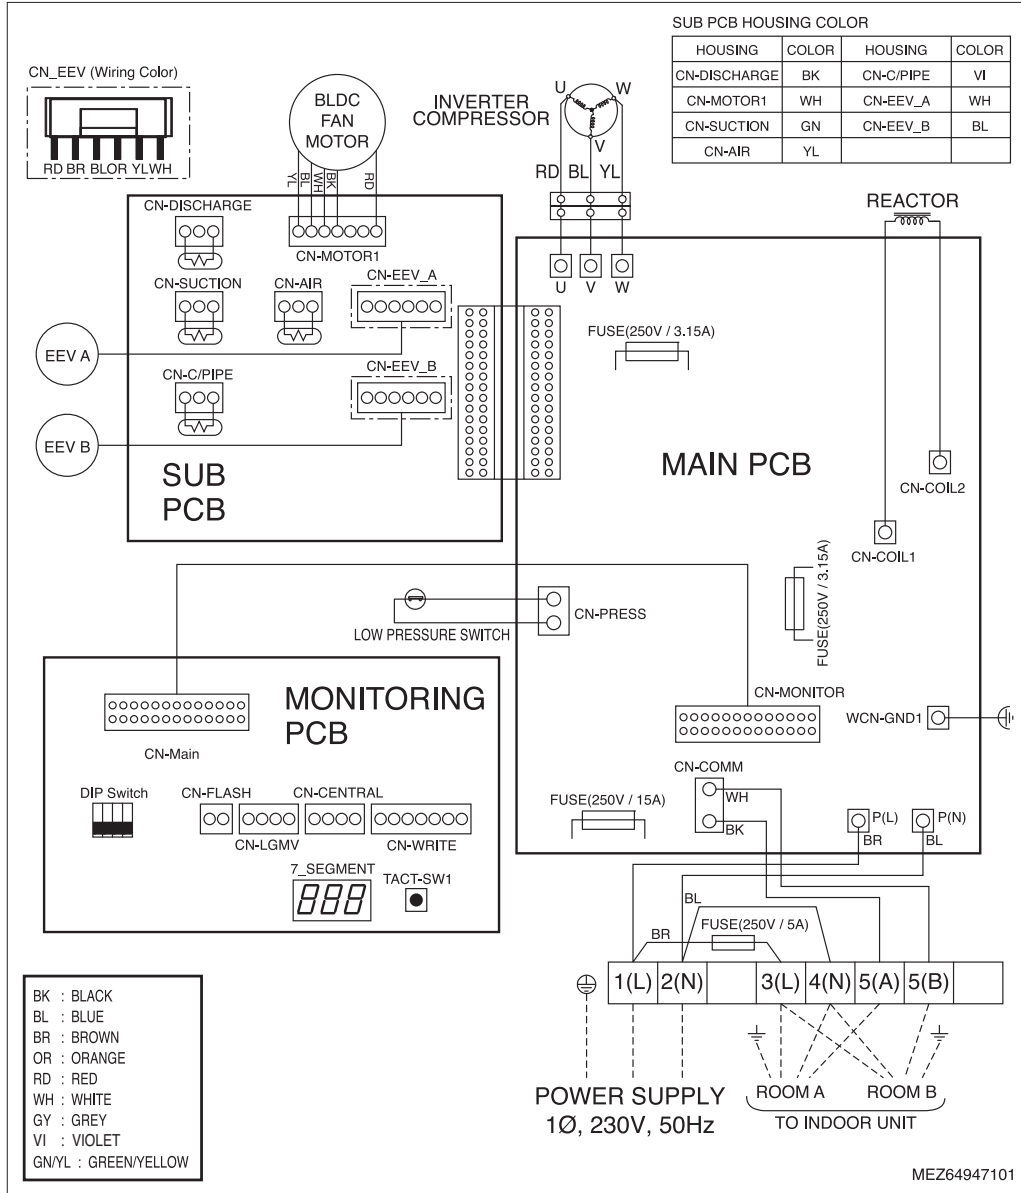 SUB PCB HOUSING COLOR
HOUSING COLOR HOUSING COLOR
CN-DISCHARGE BK CN-C/PIPE VI
CN-MOTOR1 WH CN-EEV_A WH
CN-SUCTION GN CN-EEV_B BL
CN-AIR YL
CN_EEV (Wiring Color)
RD BR BLOR YLWH
BLDC
FAN
MOTOR
YL BL WH BK RD
INVERTER
COMPRESSOR
U W
V
RD BL YL
REACTOR
CN-DISCHARGE
CN-MOTOR1
CN-SUCTION
CN-AIR
CN-EEV_A
U V W
FUSE(250V / 3.15A)
EEV A
CN-C/PIPE
CN-EEV_B
EEV B
SUB
PCB
MAIN PCB
CN-COIL2
CN-COIL1
FUSE(250V / 3.15A)
CN-PRESS
LOW PRESSURE SWITCH
MONITORING
PCB
CN-MONITOR
WCN-GND1
CN-Main
CN-COMM
WH
BK
DIP Switch
CN-FLASH
CN-CENTRAL
CN-LGMV
CN-WRITE
FUSE(250V / 15A)
P(L)
BR
P(N)
BL
7_SEGMENT
888
TACT-SW1
BL
BR
FUSE(250V / 5A)
1(L) 2(N) 3(L) 4(N) 5(A) 5(B)
BK : BLACK
BL : BLUE
BR : BROWN
OR : ORANGE
RD : RED
WH : WHITE
GY : GREY
VI : VIOLET
GN/YL : GREEN/YELLOW
POWER SUPPLY
1Ø, 230V, 50Hz
ROOM A ROOM B
TO INDOOR UNIT
MEZ64947101